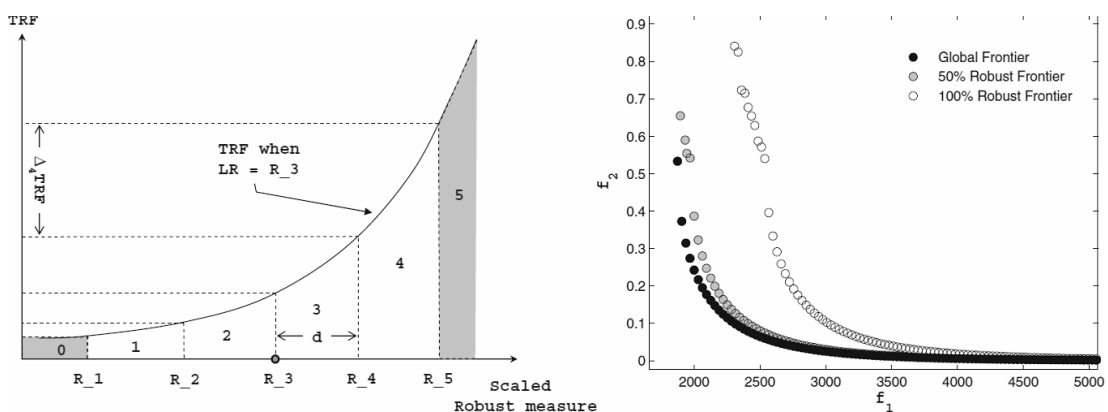 TRF
Δ₄TRF
TRF when
LR = R_3
0
1
2
3
4
5
d
R_1
R_2
R_3
R_4
R_5
Scaled
Robust measure
0.9
0.8
0.7
0.6
0.5
0.4
0.3
0.2
0.1
0
f₂
Global Frontier
50% Robust Frontier
100% Robust Frontier
2000
2500
3000
3500
4000
4500
5000
f₁